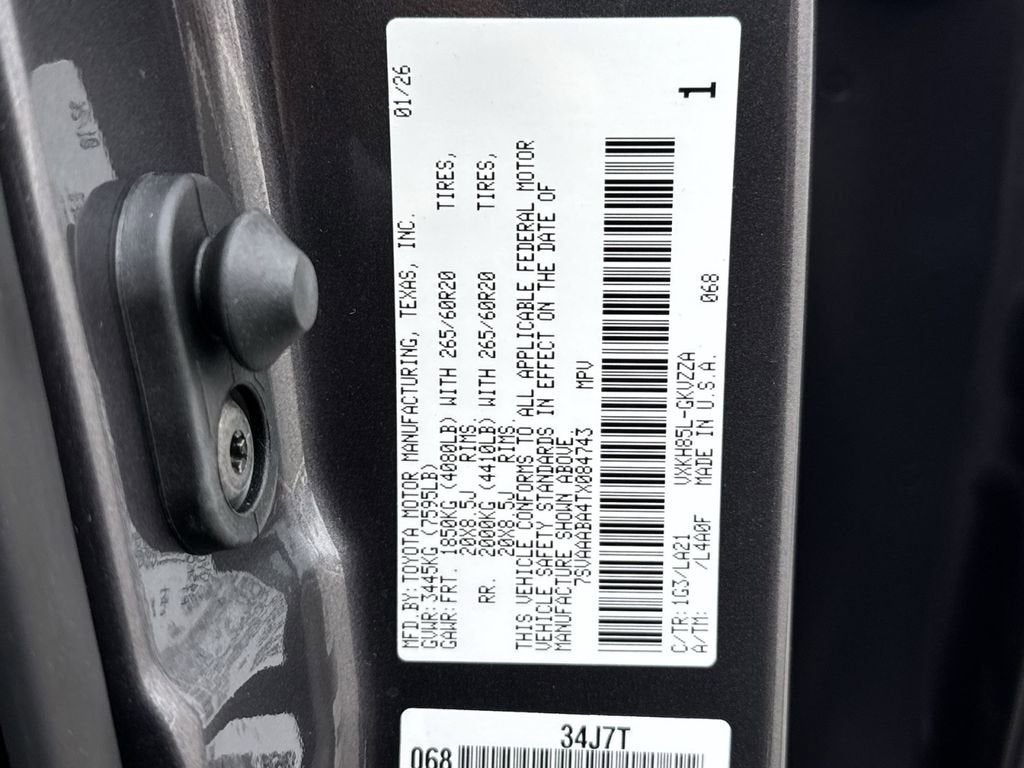 MFD.BY:TOYOTA MOTOR MANUFACTURING, TEXAS, INC. 01/26
GVWR:3445KG (7595LB)
GAWR:FRT. 1850KG (4080LB) WITH 265/60R20 TIRES,
20X8.5J RIMS,
RR. 2000KG (4410LB) WITH 265/60R20 TIRES,
20X8.5J RIMS.
THIS VEHICLE CONFORMS TO ALL APPLICABLE FEDERAL MOTOR
VEHICLE SAFETY STANDARDS IN EFFECT ON THE DATE OF
MANUFACTURE SHOWN ABOVE.
7SVAAABA4TX084743 MPV
C/TR:1G3/LA21 VXKH85L-GKVZZA
A/TM: /L4A0F MADE IN U.S.A. 068
1
34J7T
068